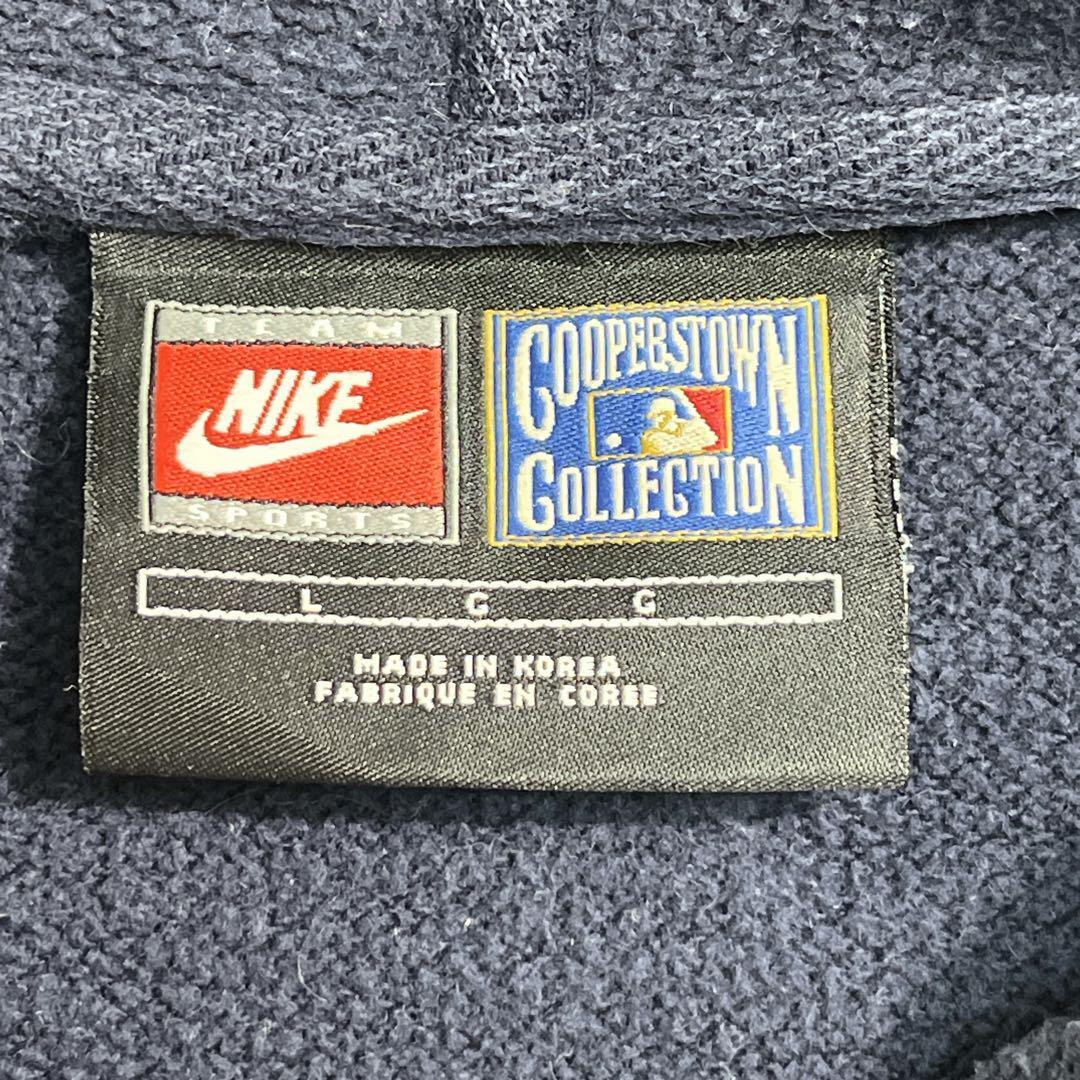 TEAM
NIKE
SPORTS
COOPERSTOWN
COLLECTION
L G G
MADE IN KOREA
FABRIQUE EN COREE